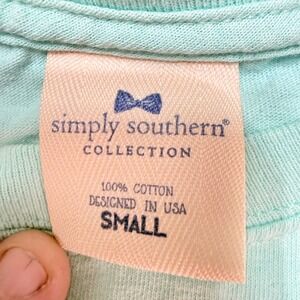 simply southern®
COLLECTION
100% COTTON
DESIGNED IN USA
SMALL